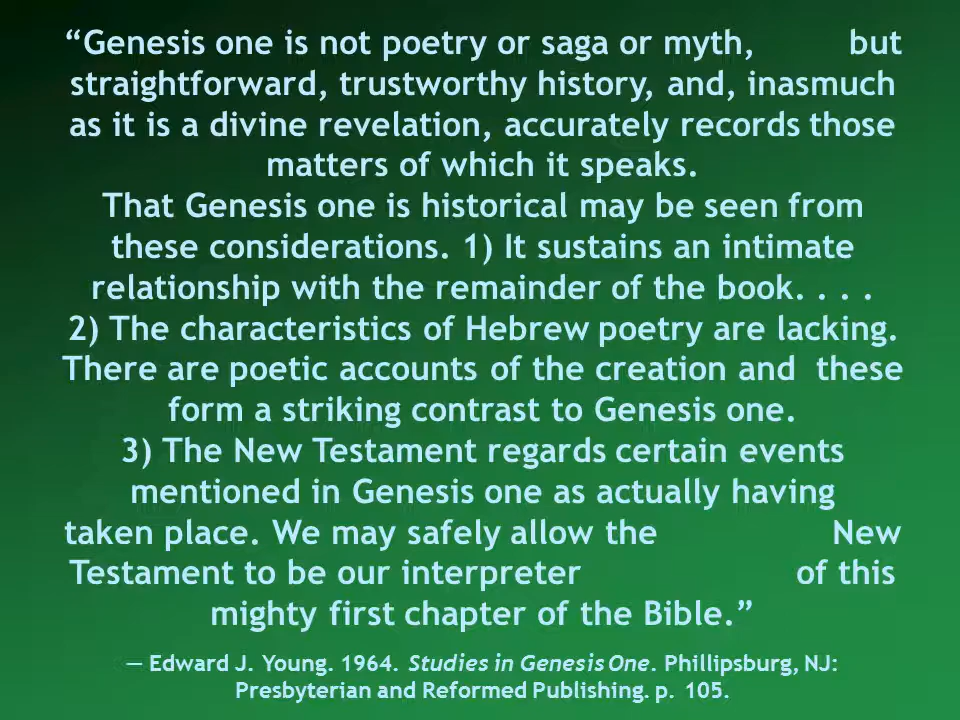 “Genesis one is not poetry or saga or myth, but
straightforward, trustworthy history, and, inasmuch
as it is a divine revelation, accurately records those
matters of which it speaks.
That Genesis one is historical may be seen from
these considerations. 1) It sustains an intimate
relationship with the remainder of the book. . . .
2) The characteristics of Hebrew poetry are lacking.
There are poetic accounts of the creation and these
form a striking contrast to Genesis one.
3) The New Testament regards certain events
mentioned in Genesis one as actually having
taken place. We may safely allow the New
Testament to be our interpreter of this
mighty first chapter of the Bible.”
— Edward J. Young. 1964. Studies in Genesis One. Phillipsburg, NJ:
Presbyterian and Reformed Publishing. p. 105.